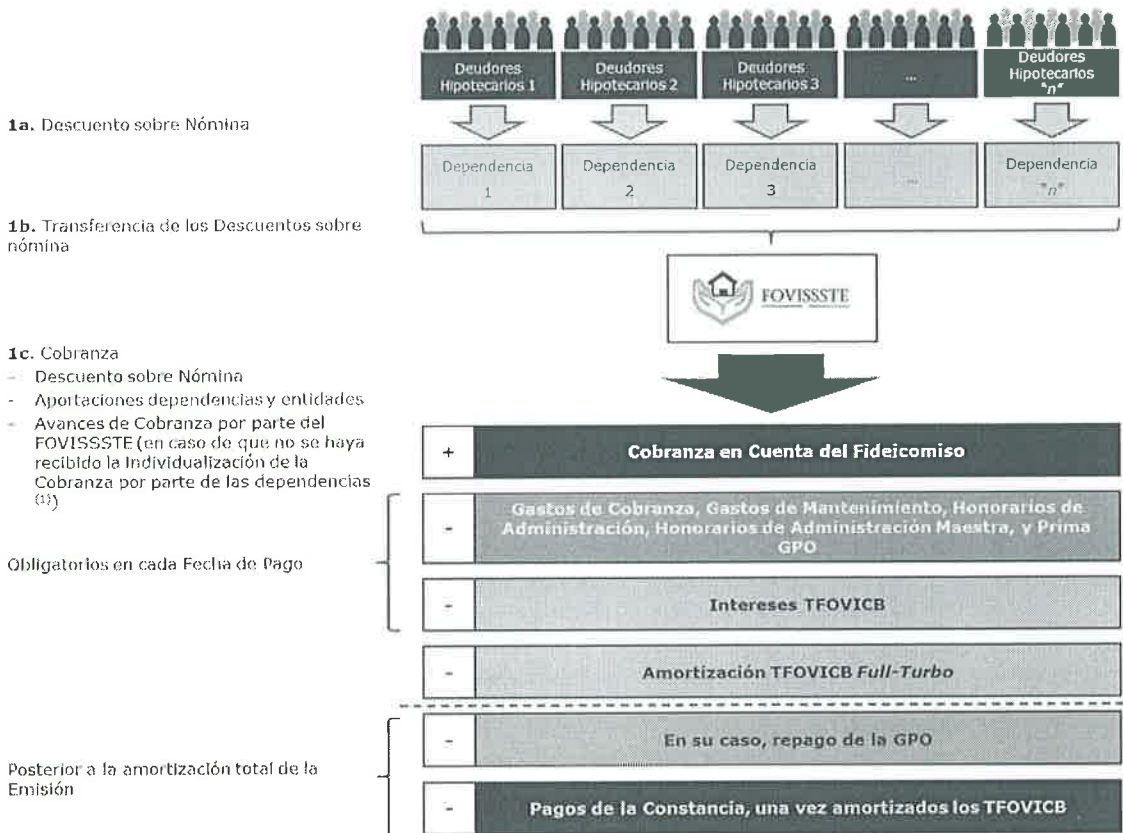 Deudores
Hipotecarios 1
Deudores
Hipotecarios 2
Deudores
Hipotecarios 3
...
Deudores
Hipotecarios
"n"
1a. Descuento sobre Nómina
Dependencia
1
Dependencia
2
Dependencia
3
...
Dependencia
"n"
1b. Transferencia de los Descuentos sobre
nómina
FOVISSSTE
1c. Cobranza
- Descuento sobre Nómina
- Aportaciones dependencias y entidades
- Avances de Cobranza por parte del
FOVISSSTE (en caso de que no se haya
recibido la Individualización de la
Cobranza por parte de las dependencias
(1))
+ Cobranza en Cuenta del Fideicomiso
- Gastos de Cobranza, Gastos de Mantenimiento, Honorarios de
Administración, Honorarios de Administración Maestra, y Prima
GPO
Obligatorios en cada Fecha de Pago
- Intereses TFOVICB
- Amortización TFOVICB Full-Turbo
- En su caso, repago de la GPO
Posterior a la amortización total de la
Emisión
- Pagos de la Constancia, una vez amortizados los TFOVICB